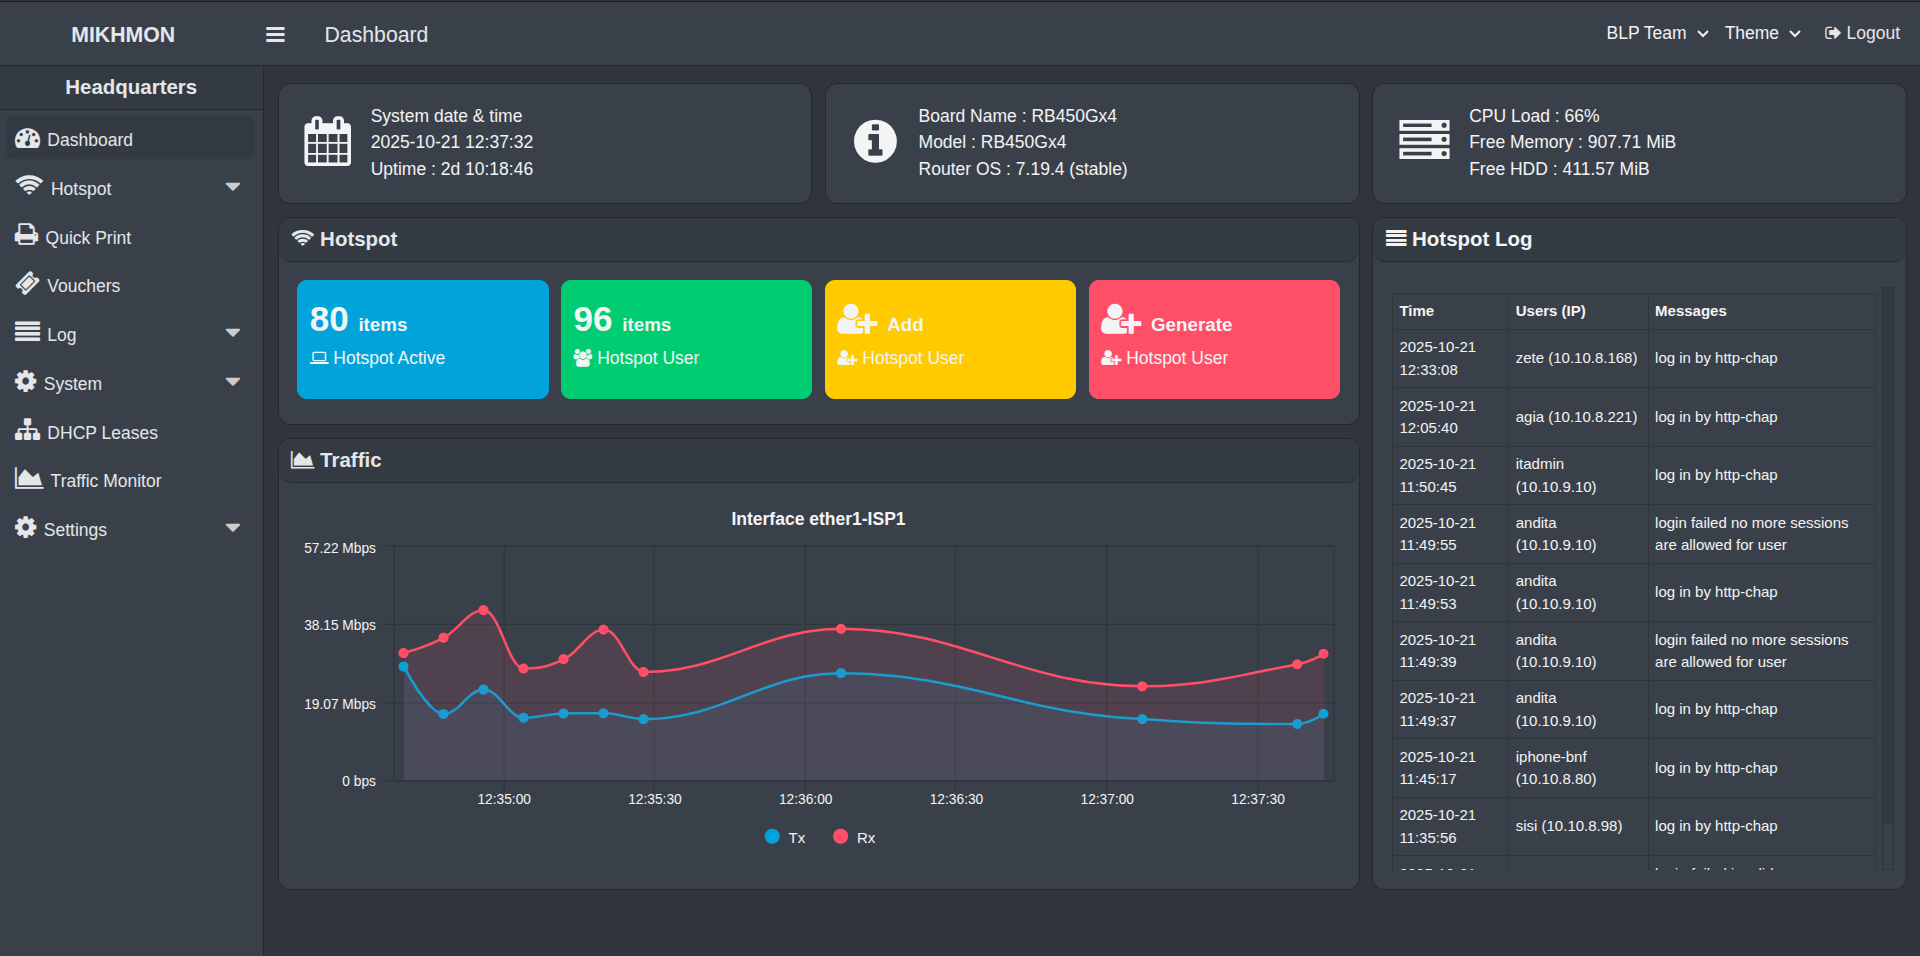 MIKHMON
Dashboard
BLP Team
Theme
Logout
Headquarters
Dashboard
Hotspot
Quick Print
Vouchers
Log
System
DHCP Leases
Traffic Monitor
Settings
System date & time
2025-10-21 12:37:32
Uptime : 2d 10:18:46
Board Name : RB450Gx4
Model : RB450Gx4
Router OS : 7.19.4 (stable)
CPU Load : 66%
Free Memory : 907.71 MiB
Free HDD : 411.57 MiB
Hotspot
80 items
Hotspot Active
96 items
Hotspot User
Add
Hotspot User
Generate
Hotspot User
Traffic
Interface ether1-ISP1
57.22 Mbps
38.15 Mbps
19.07 Mbps
0 bps
12:35:00 12:35:30 12:36:00 12:36:30 12:37:00 12:37:30
Tx Rx
Hotspot Log
Time Users (IP) Messages
2025-10-21
12:33:08
zete (10.10.8.168)
log in by http-chap
2025-10-21
12:05:40
agia (10.10.8.221)
log in by http-chap
2025-10-21
11:50:45
itadmin
(10.10.9.10)
log in by http-chap
2025-10-21
11:49:55
andita
(10.10.9.10)
login failed no more sessions
are allowed for user
2025-10-21
11:49:53
andita
(10.10.9.10)
log in by http-chap
2025-10-21
11:49:39
andita
(10.10.9.10)
login failed no more sessions
are allowed for user
2025-10-21
11:49:37
andita
(10.10.9.10)
log in by http-chap
2025-10-21
11:45:17
iphone-bnf
(10.10.8.80)
log in by http-chap
2025-10-21
11:35:56
sisi (10.10.8.98)
log in by http-chap